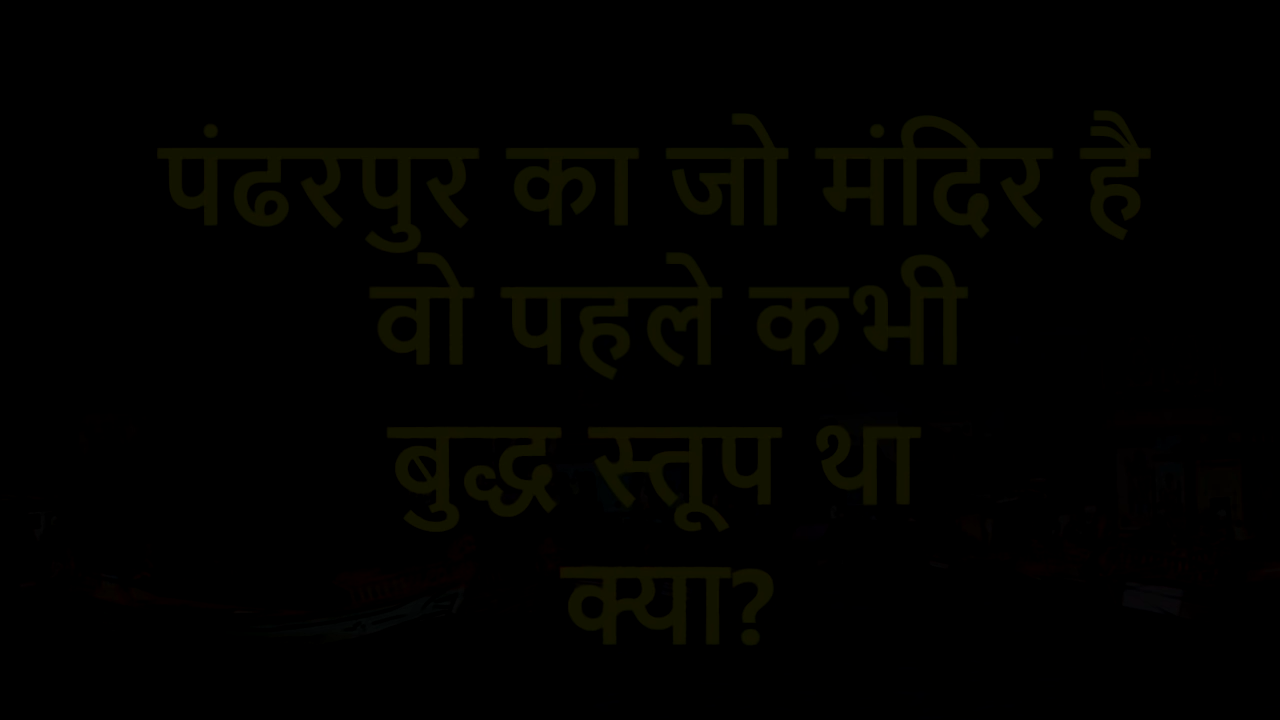 पंढरपुर का जो मंदिर है
वो पहले कभी
बुद्ध स्तूप था
क्या?